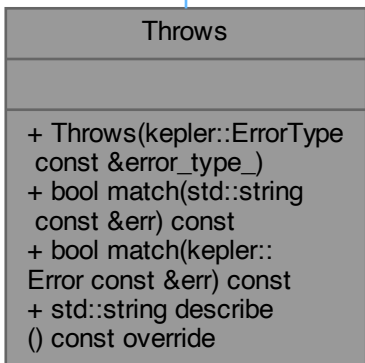 Throws
+ Throws(kepler::ErrorType
const &error_type_)
+ bool match(std::string
const &err) const
+ bool match(kepler::
Error const &err) const
+ std::string describe
() const override